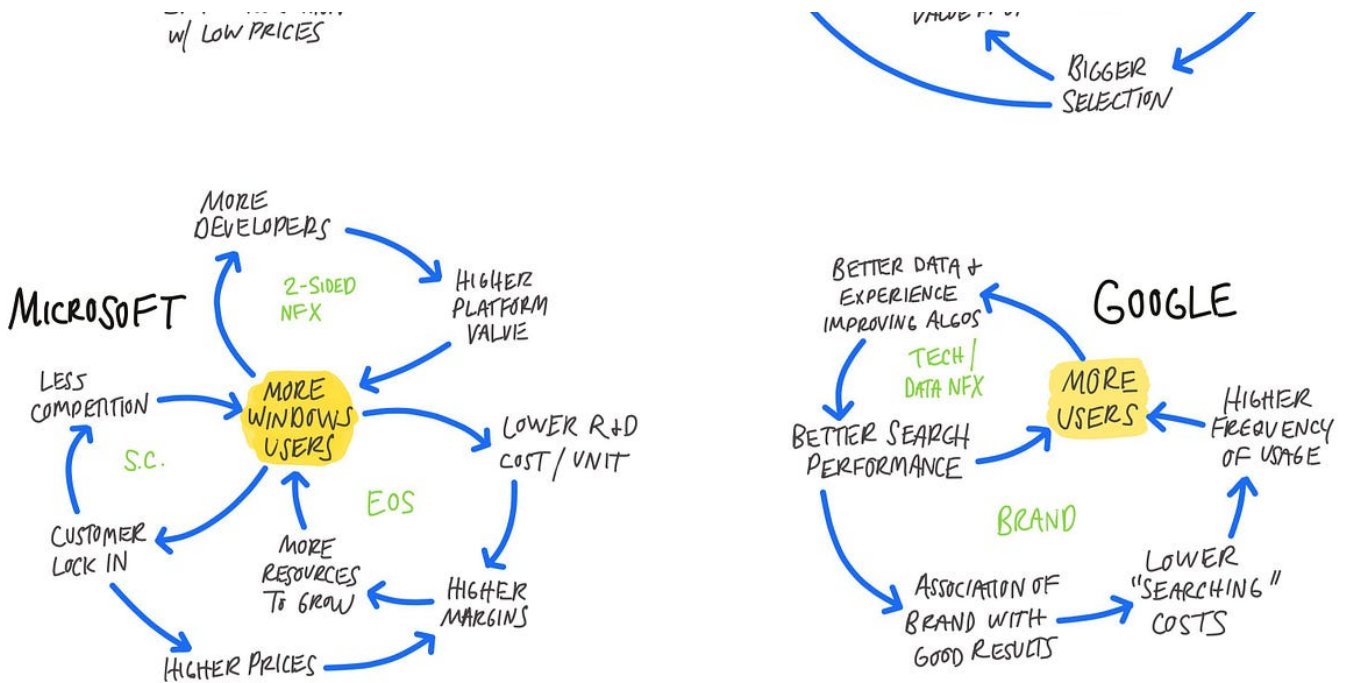 w/ LOW PRICES
BIGGER
SELECTION
MICROSOFT
MORE
DEVELOPERS
2-SIDED
NFX
HIGHER
PLATFORM
VALUE
LESS
COMPETITION
MORE
WINDOWS
USERS
S.C.
LOWER R+D
COST/UNIT
EOS
CUSTOMER
LOCK IN
MORE
RESOURCES
TO GROW
HIGHER
MARGINS
HIGHER PRICES
GOOGLE
BETTER DATA +
EXPERIENCE
IMPROVING ALGOS
TECH/
DATA NFX
MORE
USERS
HIGHER
FREQUENCY
OF USAGE
BETTER SEARCH
PERFORMANCE
BRAND
ASSOCIATION OF
BRAND WITH
GOOD RESULTS
LOWER
"SEARCHING"
COSTS